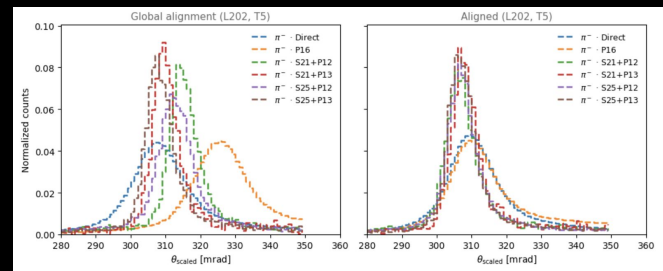 Global alignment (L202, T5)
Normalized counts
0.10
0.08
0.06
0.04
0.02
0.00
280 290 300 310 320 330 340 350 360
θscaled [mrad]
π− · Direct
π− · P16
π− · S21+P12
π− · S21+P13
π− · S25+P12
π− · S25+P13
Aligned (L202, T5)
280 290 300 310 320 330 340 350 360
θscaled [mrad]
π− · Direct
π− · P16
π− · S21+P12
π− · S21+P13
π− · S25+P12
π− · S25+P13